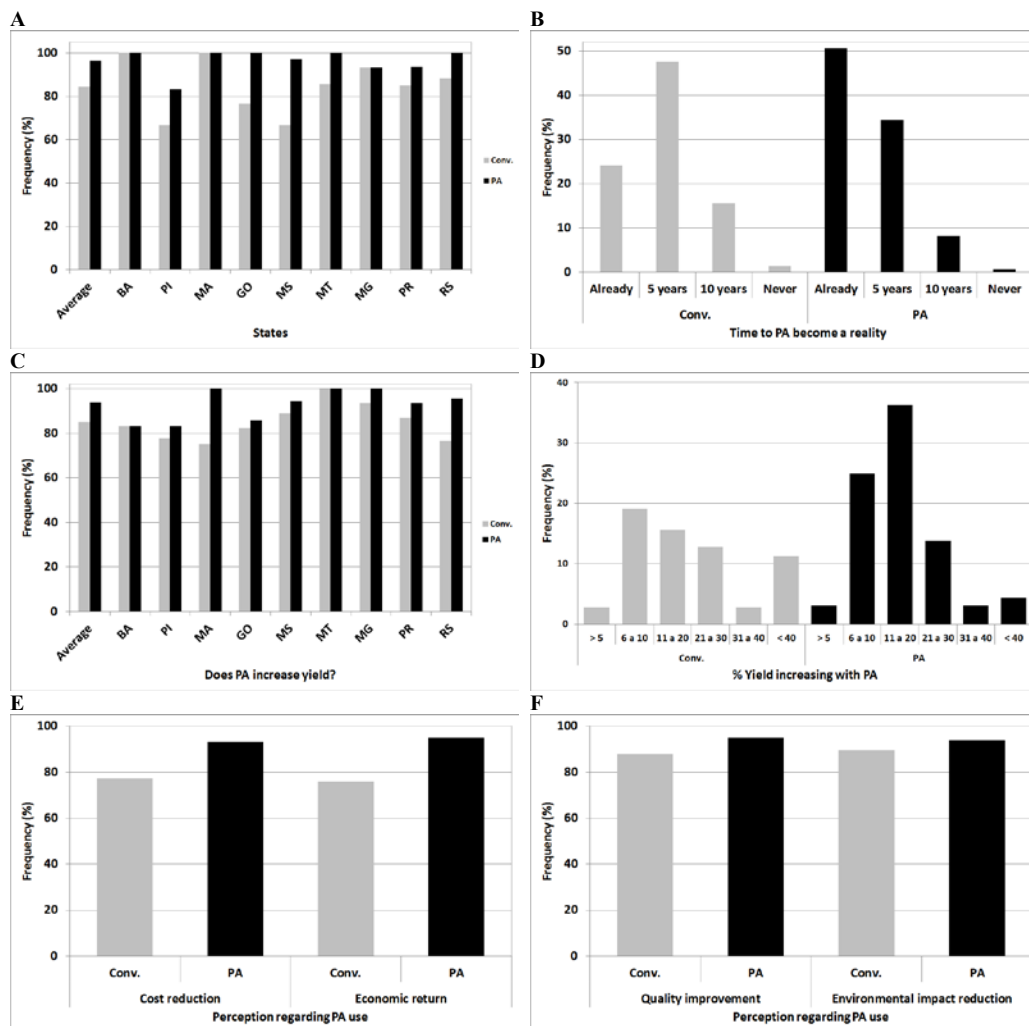 A
Frequency (%)
100
80
60
40
20
0
Average BA PI MA GO MS MT MG PR RS
States
Conv.
PA
B
Frequency (%)
50
40
30
20
10
0
Already 5 years 10 years Never Already 5 years 10 years Never
Conv. PA
Time to PA become a reality
C
Frequency (%)
100
80
60
40
20
0
Average BA PI MA GO MS MT MG PR RS
Does PA increase yield?
Conv.
PA
D
Frequency (%)
40
30
20
10
0
> 5 6 a 10 11 a 20 21 a 30 31 a 40 < 40 > 5 6 a 10 11 a 20 21 a 30 31 a 40 < 40
Conv. PA
% Yield increasing with PA
E
Frequency (%)
100
80
60
40
20
0
Conv. PA Conv. PA
Cost reduction Economic return
Perception regarding PA use
F
Frequency (%)
100
80
60
40
20
0
Conv. PA Conv. PA
Quality improvement Environmental impact reduction
Perception regarding PA use